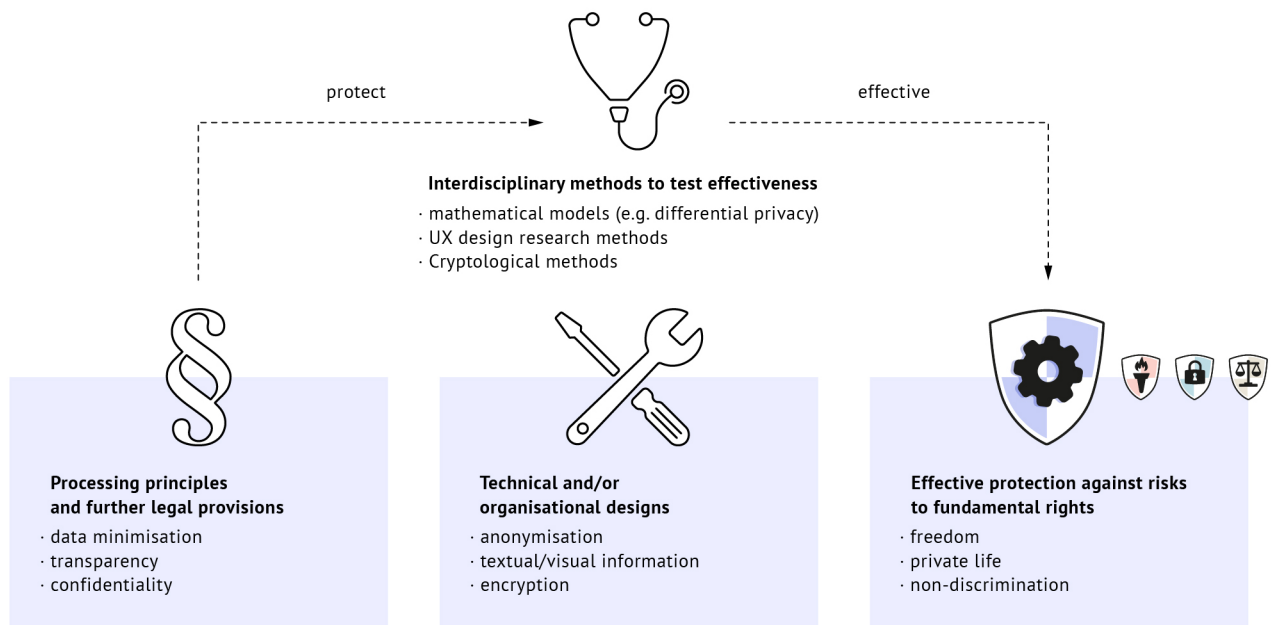 protect
effective
Interdisciplinary methods to test effectiveness
· mathematical models (e.g. differential privacy)
· UX design research methods
· Cryptological methods
Processing principles
and further legal provisions
· data minimisation
· transparency
· confidentiality
Technical and/or
organisational designs
· anonymisation
· textual/visual information
· encryption
Effective protection against risks
to fundamental rights
· freedom
· private life
· non-discrimination